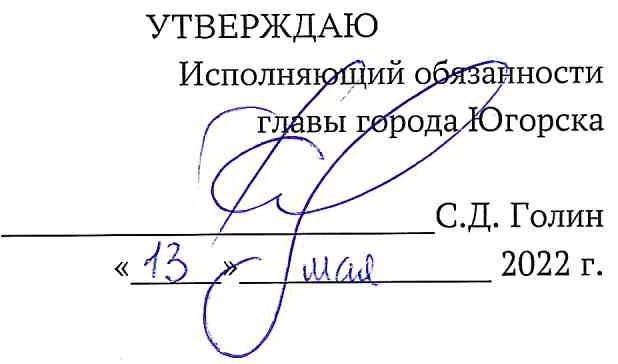 УТВЕРЖДАЮ
Исполняющий обязанности
главы города Югорска
С.Д. Голин
«13» мая 2022 г.